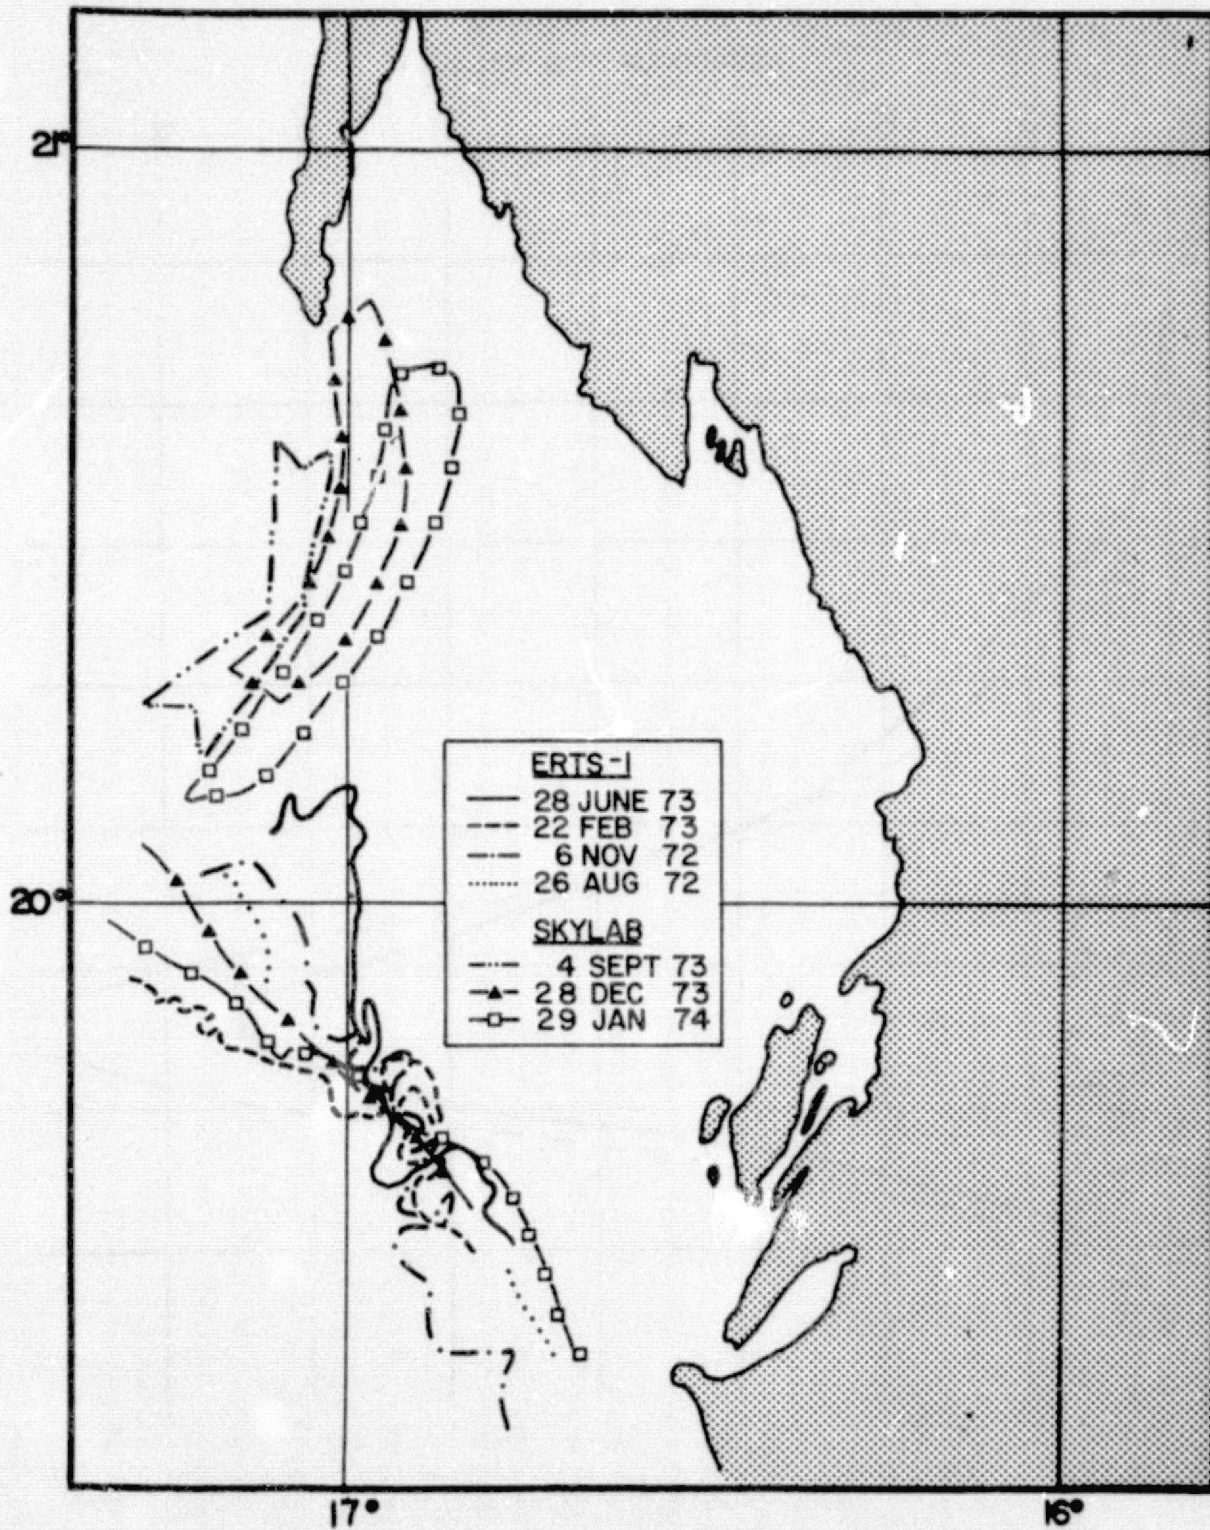 21°
ERTS-1
28 JUNE 73
22 FEB 73
6 NOV 72
26 AUG 72
20°
SKYLAB
4 SEPT 73
28 DEC 73
29 JAN 74
17°
16°